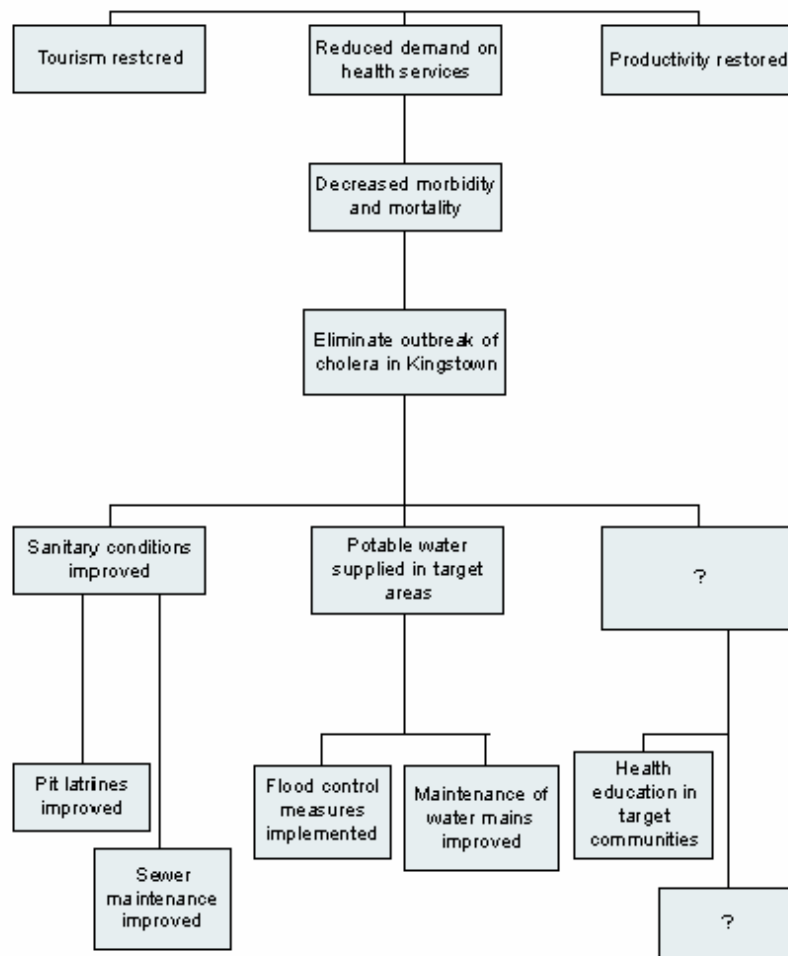 Tourism restcred
Reduced demand on
health services
Productivity restored
Decreased morbidity
and mortality
Eliminate outbreak of
cholera in Kingstown
Sanitary conditions
improved
Potable water
supplied in target
areas
?
Pit latriines
improved
Sewer
maintenance
improved
Flood control
measures
implemented
Maintenance of
water mains
improved
Health
education in
target
communities
?